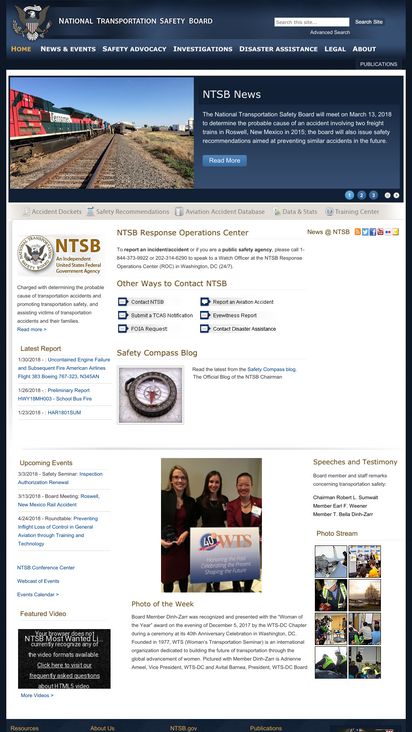 NATIONAL TRANSPORTATION SAFETY BOARD
Search this site...
Search Site
Advanced Search
HOME NEWS & EVENTS SAFETY ADVOCACY INVESTIGATIONS DISASTER ASSISTANCE LEGAL ABOUT
PUBLICATIONS
NTSB News
The National Transportation Safety Board will meet on March 13, 2018
to determine the probable cause of an accident involving two freight
trains in Roswell, New Mexico in 2015; the board will also issue safety
recommendations aimed at preventing similar accidents in the future.
Read More
1 2 3
Accident Dockets Safety Recommendations Aviation Accident Database Data & Stats Training Center
NTSB
An Independent
United States Federal
Government Agency
Charged with determining the probable
cause of transportation accidents and
promoting transportation safety, and
assisting victims of transportation
accidents and their families.
Read more >
NTSB Response Operations Center
To report an incident/accident or if you are a public safety agency, please call 1-
844-373-9922 or 202-314-6290 to speak to a Watch Officer at the NTSB Response
Operations Center (ROC) in Washington, DC (24/7).
Other Ways to Contact NTSB
Contact NTSB
Report an Aviation Accident
Submit a TCAS Notification
Eyewitness Report
FOIA Request
Contact Disaster Assistance
News @ NTSB
Latest Report
1/30/2018 - : Uncontained Engine Failure
and Subsequent Fire American Airlines
Flight 383 Boeing 767-323, N345AN
1/26/2018 - : Preliminary Report
HWY18MH003 - School Bus Fire
1/23/2018 - : HAR1801SUM
Safety Compass Blog
Read the latest from the Safety Compass blog.
The Official Blog of the NTSB Chairman
Upcoming Events
3/3/2018 - Safety Seminar: Inspection
Authorization Renewal
3/13/2018 - Board Meeting: Roswell,
New Mexico Rail Accident
4/24/2018 - Roundtable: Preventing
Inflight Loss of Control in General
Aviation through Training and
Technology
NTSB Conference Center
Webcast of Events
Events Calendar >
Featured Video
NTSB Most Wanted Li...
Your browser does not
currently recognize any of
the video formats available.
Click here to visit our
frequently asked questions
about HTML5 video.
More Videos >
40 WTS
Honoring the Past
Celebrating the Present
Shaping the Future
Photo of the Week
Board Member Dinh-Zarr was recognized and presented with the "Woman of
the Year" award on the evening of December 5, 2017 by the WTS-DC Chapter
during a ceremony at its 40th Anniversary Celebration in Washington, DC.
Founded in 1977, WTS (Woman's Transportation Seminar) is an international
organization dedicated to building the future of transportation through the
global advancement of women. Pictured with Member Dinh-Zarr is Adrienne
Ameel, Vice President, WTS-DC and Avital Barnea, President, WTS-DC Board
Speeches and Testimony
Board member and staff remarks
concerning transportation safety:
Chairman Robert L. Sumwalt
Member Earl F. Weener
Member T. Bella Dinh-Zarr
Photo Stream
Resources About Us NTSB.gov Publications